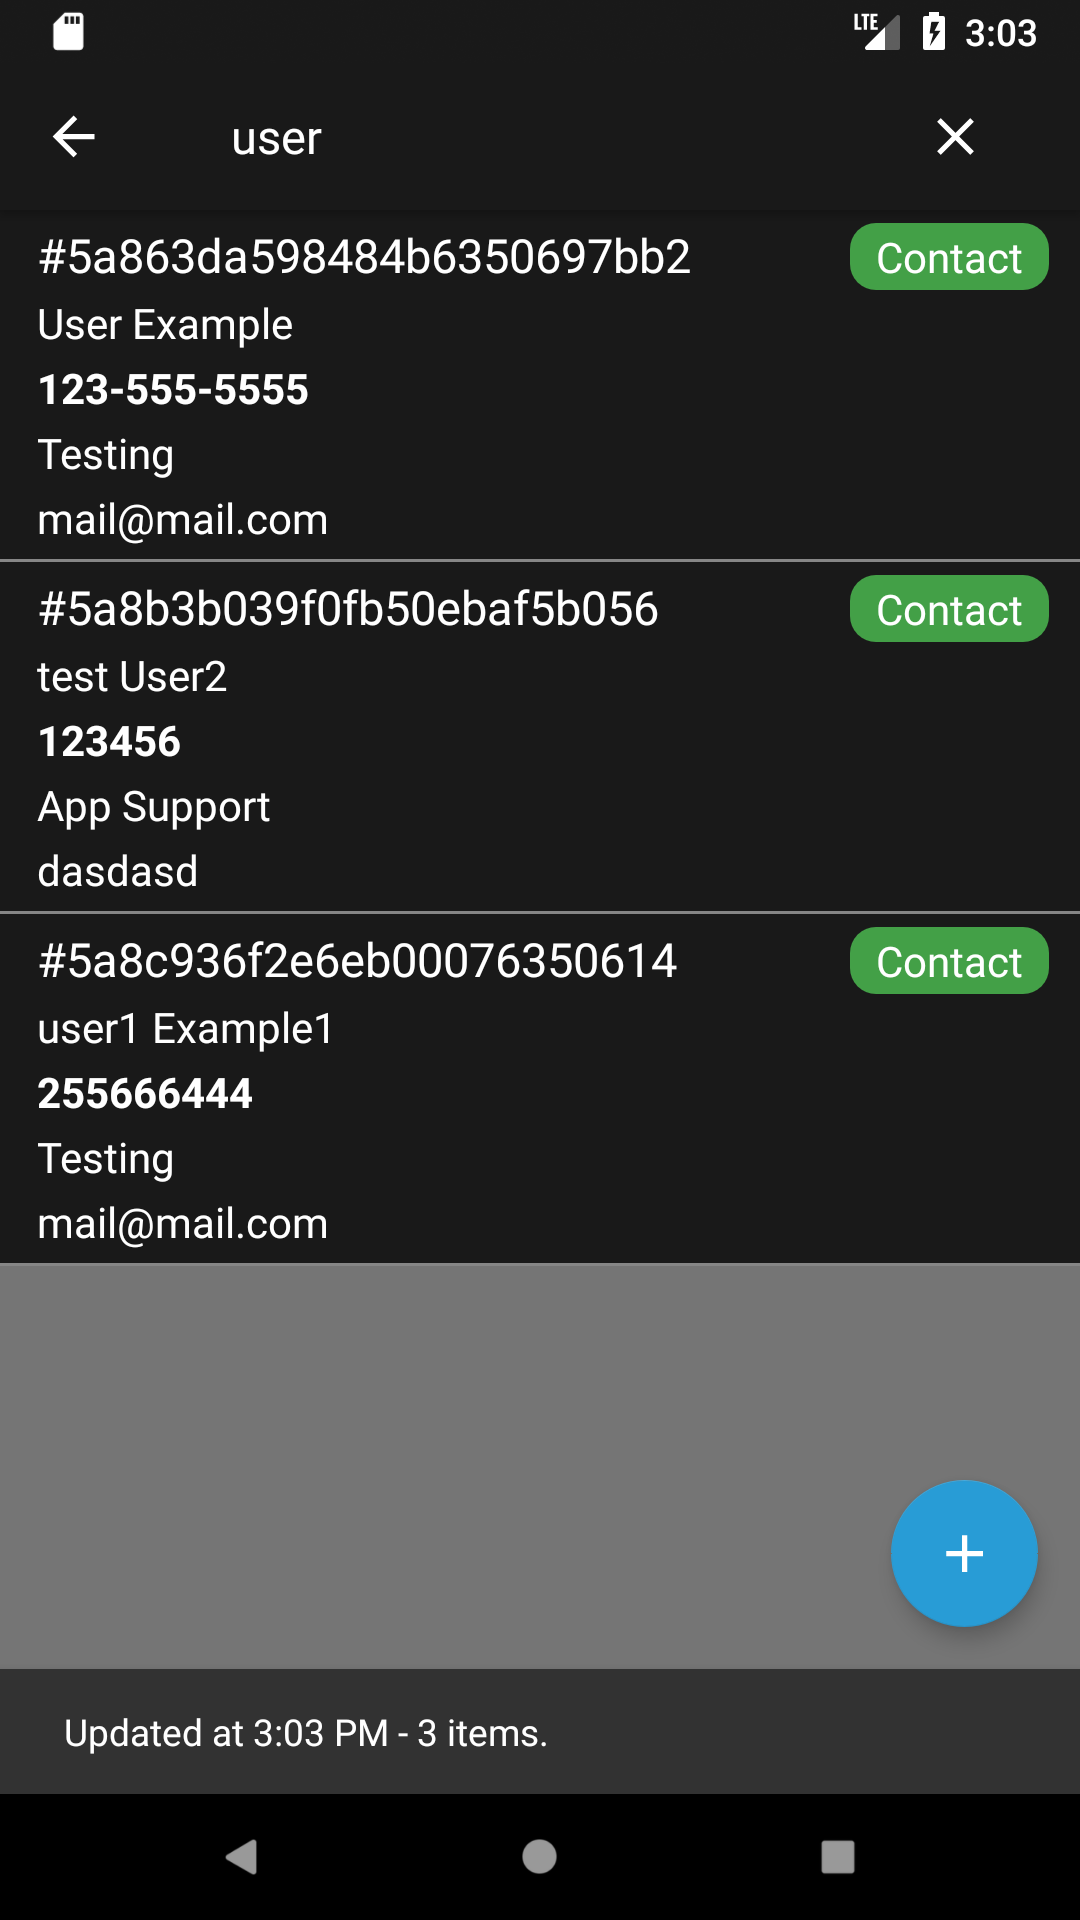 LTE 3:03
user
#5a863da598484b6350697bb2 Contact
User Example
123-555-5555
Testing
mail@mail.com
#5a8b3b039f0fb50ebaf5b056 Contact
test User2
123456
App Support
dasdasd
#5a8c936f2e6eb00076350614 Contact
user1 Example1
255666444
Testing
mail@mail.com
Updated at 3:03 PM - 3 items.